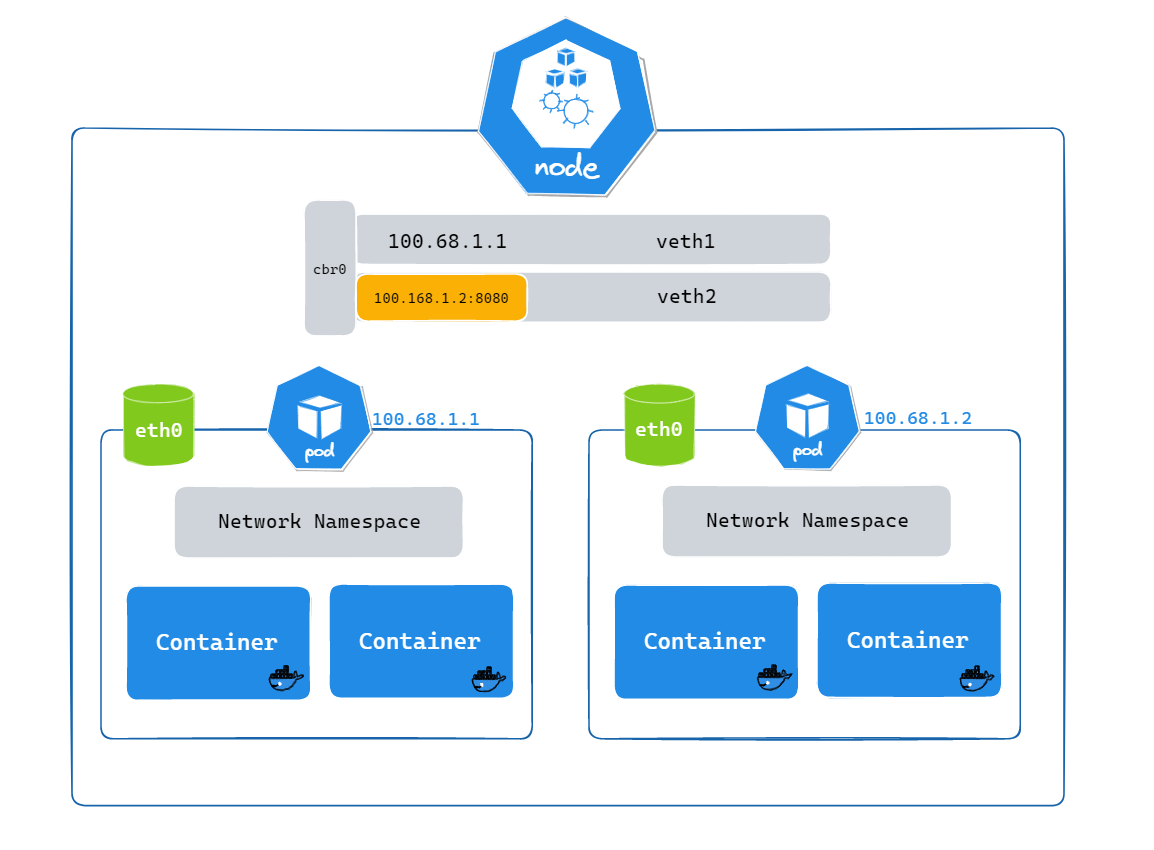 node
100.68.1.1 veth1
cbr0
100.168.1.2:8080 veth2
eth0
pod
100.68.1.1
Network Namespace
Container
Container
eth0
pod
100.68.1.2
Network Namespace
Container
Container